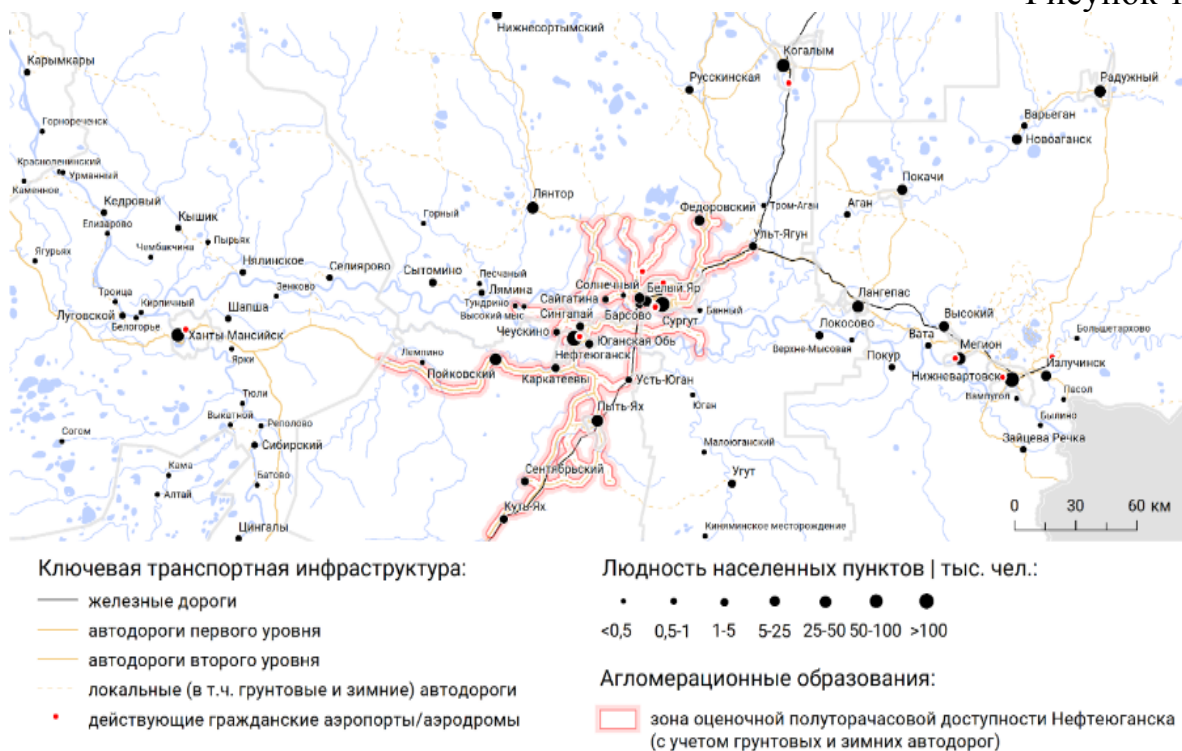 Рисунок 1
Нижнесортымский
Карымкары
Когалым
Русскинская
Радужный
Горнореченск
Варьеган
Новоаганск
Красноленинский
Урманный
Каменное
Покачи
Кедровый
Лянтор
Федоровский
Тром-Аган
Аган
Елизарово
Кышик
Горный
Пырьях
Чембакчина
Ягурьях
Ульт-Ягун
Нялинское
Селиярово
Сытомино
Песчаный
Солнечный
Белый Яр
Зенково
Лямина
Троица
Кирпичный
Шапша
Тундрино
Сайгатина
Лангепас
Луговской
Белогорье
Высокий мыс
Сингапай
Барсово
Сургут
Банный
Высокий
Ханты Мансийск
Чеускино
Юганская Обь
Локосово
Вата
Большетархово
Ярки
Лемпино
Нефтеюганск
Верхне-Мысовая
Покур
Мегион
Излучинск
Пойковский
Каркатеевы
Усть-Юган
Нижневартовск
Тюли
Юган
Вампугол
Пасол
Выкатной
Реполово
Пыть-Ях
Былино
Согом
Сибирский
Малоюганский
Зайцева Речка
Кама
Батово
Сентябрьский
Угут
Алтай
Куть-Ях
Цингалы
Киняминское месторождение
0 30 60 км
Ключевая транспортная инфраструктура:
железные дороги
автодороги первого уровня
автодороги второго уровня
локальные (в т.ч. грунтовые и зимние) автодороги
действующие гражданские аэропорты/аэродромы
Людность населенных пунктов | тыс. чел.:
<0,5 0,5-1 1-5 5-25 25-50 50-100 >100
Агломерационные образования:
зона оценочной полуторачасовой доступности Нефтеюганска
(с учетом грунтовых и зимних автодорог)